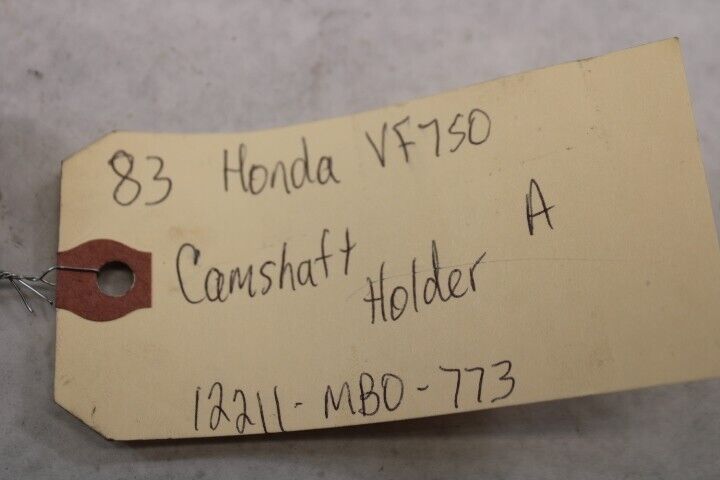 83 Honda VF750
Camshaft Holder A
12211-MB0-773